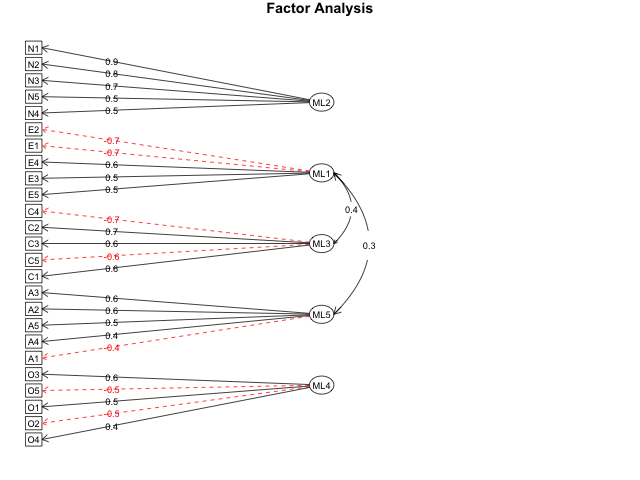 Factor Analysis
N1
0.9
N2
0.8
N3
0.7
N5
0.5
N4
0.5
ML2
E2
-0.7
E1
-0.7
E4
0.6
E3
0.5
E5
0.5
ML1
C4
-0.7
C2
0.7
C3
0.6
C5
-0.6
C1
0.6
ML3
0.4
0.3
A3
0.6
A2
0.6
A5
0.5
A4
0.4
A1
-0.4
ML5
O3
0.6
O5
-0.5
O1
0.5
O2
-0.5
O4
0.4
ML4